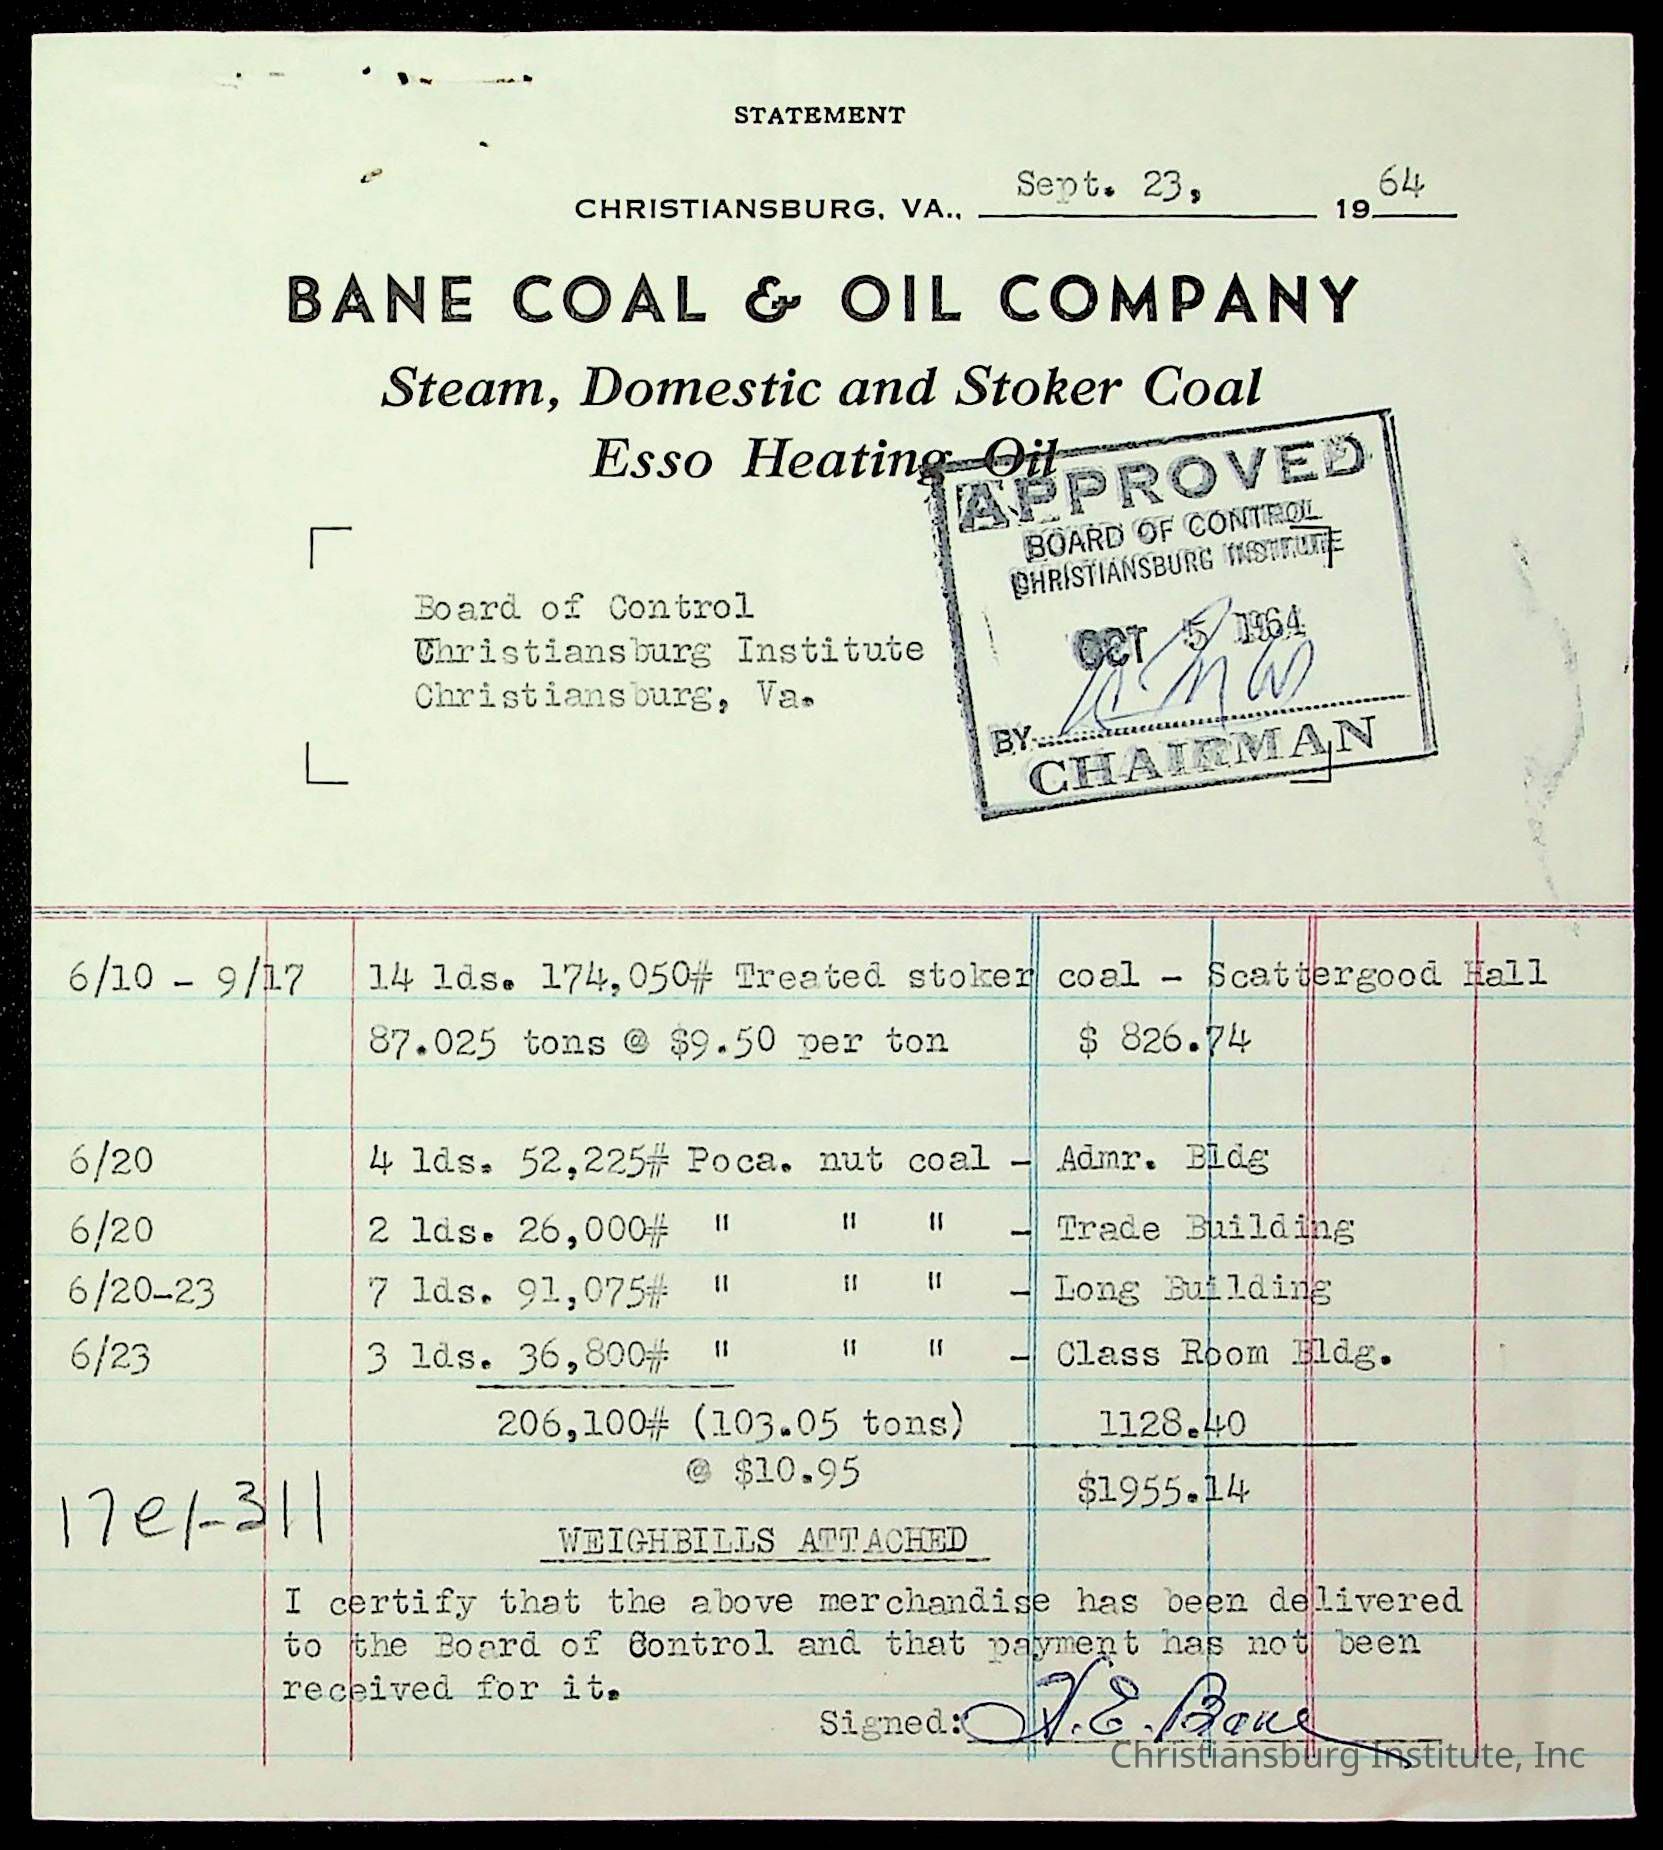 STATEMENT
CHRISTIANSBURG, VA., Sept. 23, 1964
BANE COAL & OIL COMPANY
Steam, Domestic and Stoker Coal
Esso Heating Oil
APPROVED
BOARD OF CONTROL
CHRISTIANSBURG INSTITUTE
OCT 5 1964
BY
CHAIRMAN
Board of Control
Christiansburg Institute
Christiansburg, Va.
6/10 - 9/17 14 lds. 174,050# Treated stoker coal - Scattergood Hall
87.025 tons @ $9.50 per ton $ 826.74
6/20 4 lds. 52,225# Poca. nut coal - Admr. Bldg
6/20 2 lds. 26,000# " " " - Trade Building
6/20-23 7 lds. 91,075# " " " - Long Building
6/23 3 lds. 36,800# " " " - Class Room Bldg.
206,100# (103.05 tons) 1128.40
@ $10.95 $1955.14
17e1-311
WEIGHBILLS ATTACHED
I certify that the above merchandise has been delivered
to the Board of Control and that payment has not been
received for it.
Signed: H. E. Bane
Christiansburg Institute, Inc